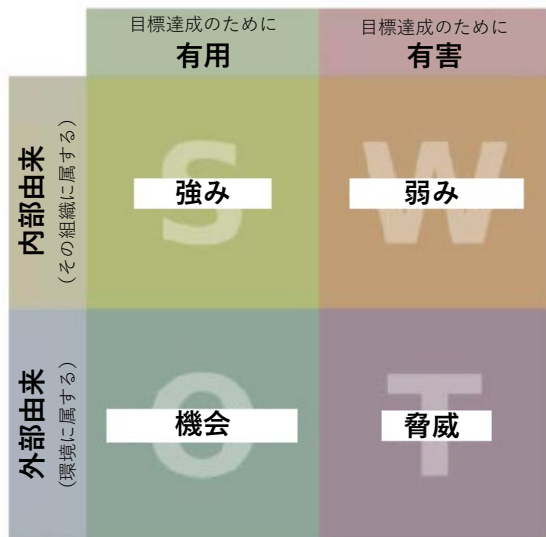 目標達成のために
有用
目標達成のために
有害
内部由来
(その組織に属する)
S
強み
W
弱み
外部由来
(環境に属する)
O
機会
T
脅威